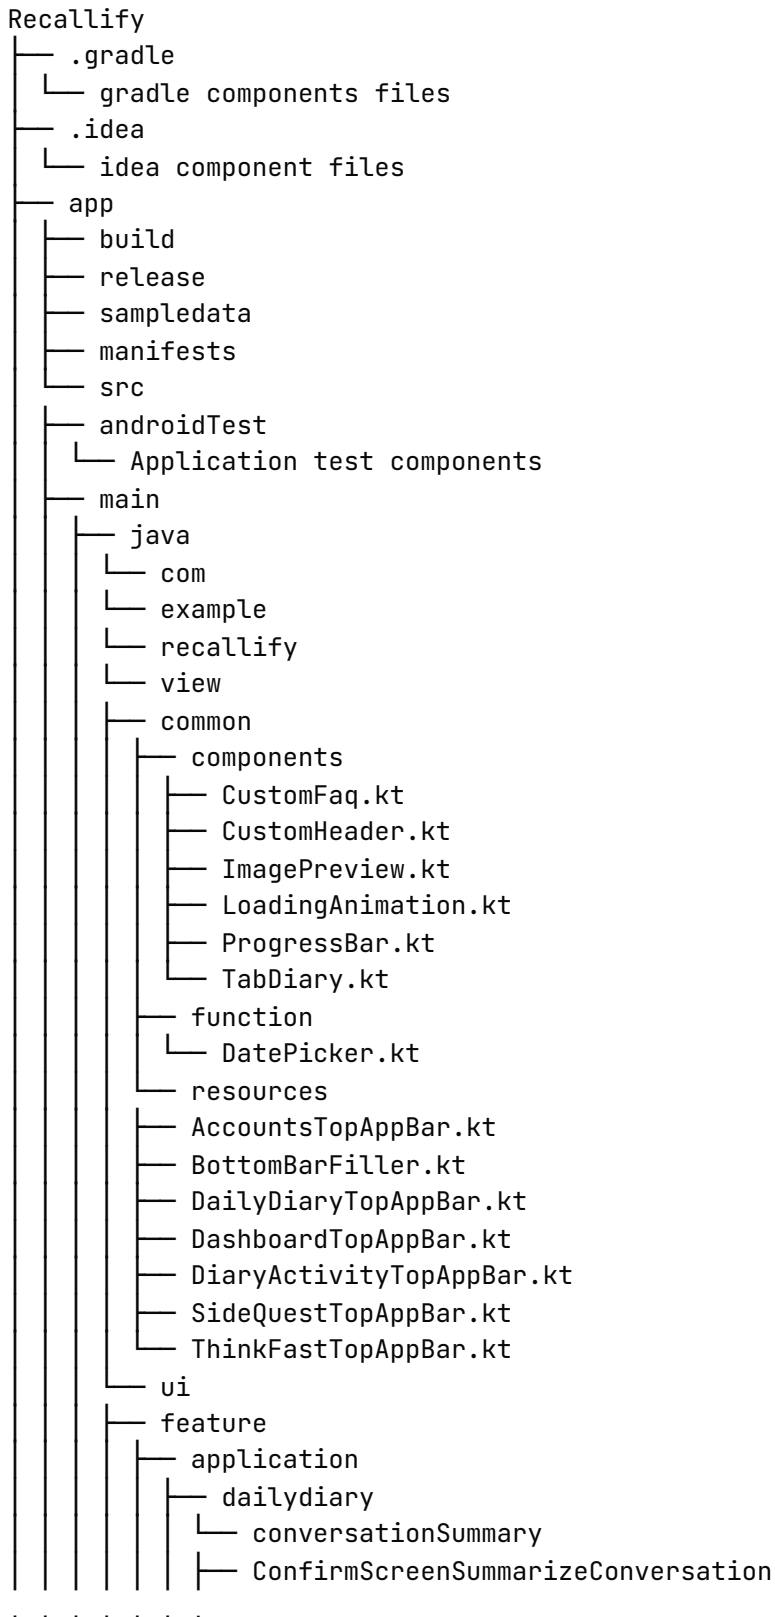 Recallify
├── .gradle
│ └── gradle components files
├── .idea
│ └── idea component files
├── app
│ ├── build
│ ├── release
│ ├── sampledata
│ ├── manifests
│ └── src
│ ├── androidTest
│ │ └── Application test components
│ ├── main
│ │ ├── java
│ │ │ └── com
│ │ │ └── example
│ │ │ └── recallify
│ │ │ └── view
│ │ │ ├── common
│ │ │ │ ├── components
│ │ │ │ │ ├── CustomFaq.kt
│ │ │ │ │ ├── CustomHeader.kt
│ │ │ │ │ ├── ImagePreview.kt
│ │ │ │ │ ├── LoadingAnimation.kt
│ │ │ │ │ ├── ProgressBar.kt
│ │ │ │ │ └── TabDiary.kt
│ │ │ │ ├── function
│ │ │ │ │ └── DatePicker.kt
│ │ │ │ └── resources
│ │ │ │ ├── AccountsTopAppBar.kt
│ │ │ │ ├── BottomBarFiller.kt
│ │ │ │ ├── DailyDiaryTopAppBar.kt
│ │ │ │ ├── DashboardTopAppBar.kt
│ │ │ │ ├── DiaryActivityTopAppBar.kt
│ │ │ │ ├── SideQuestTopAppBar.kt
│ │ │ │ └── ThinkFastTopAppBar.kt
│ │ │ └── ui
│ │ │ ├── feature
│ │ │ │ ├── application
│ │ │ │ │ ├── dailydiary
│ │ │ │ │ │ └── conversationSummary
│ │ │ │ │ │ ├── ConfirmScreenSummarizeConversation